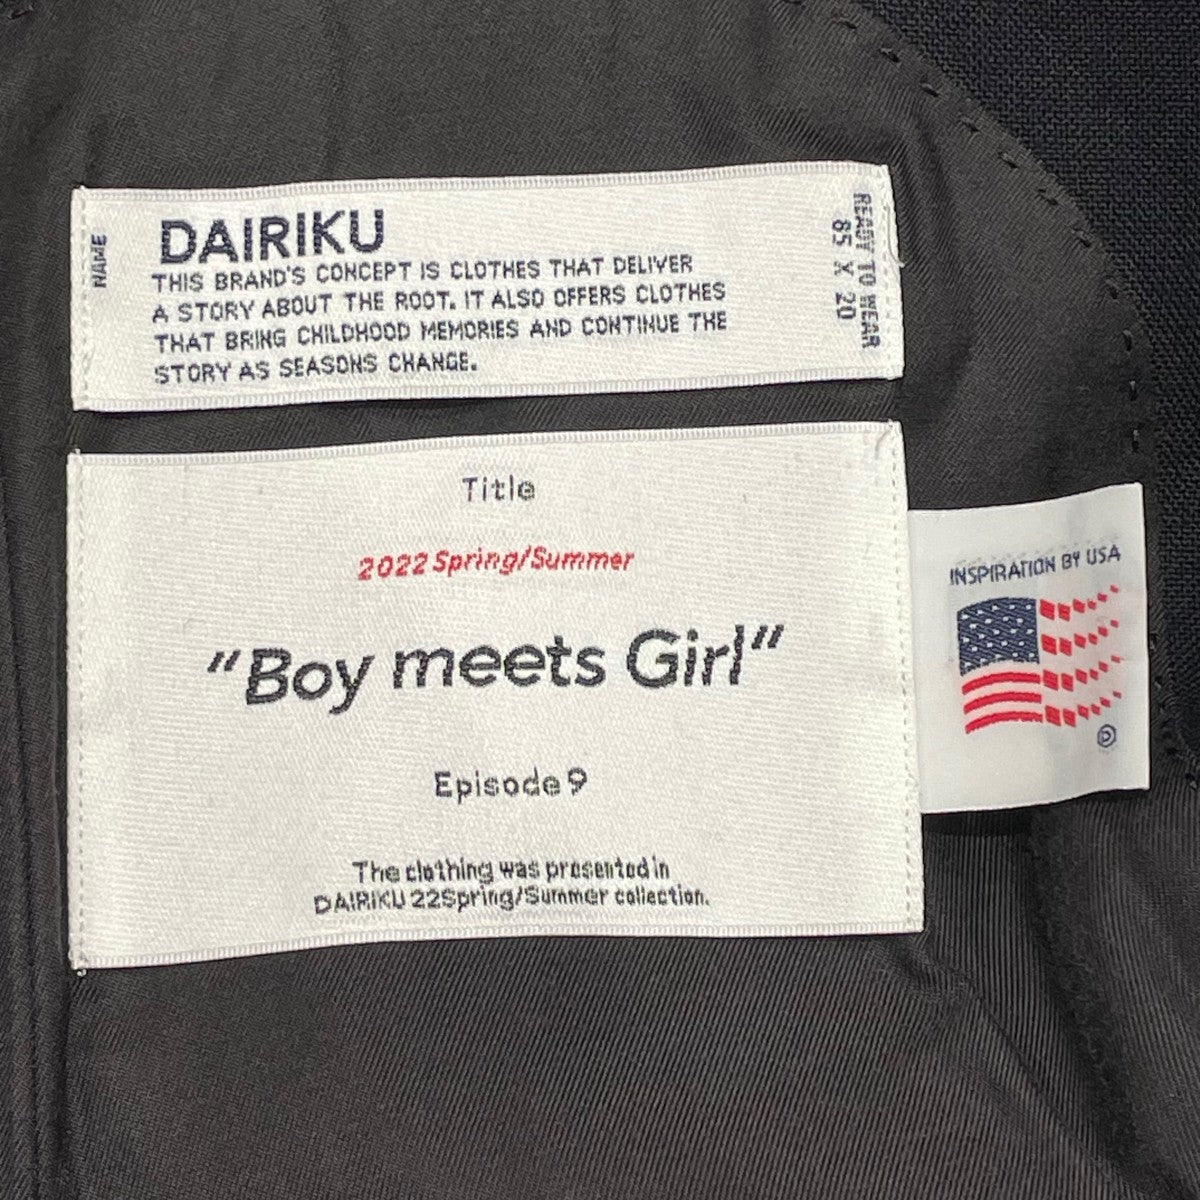 NAME
DAIRIKU
THIS BRAND'S CONCEPT IS CLOTHES THAT DELIVER
A STORY ABOUT THE ROOT. IT ALSO OFFERS CLOTHES
THAT BRING CHILDHOOD MEMORIES AND CONTINUE THE
STORY AS SEASONS CHANGE.
READY TO WEAR
85 X 20
Title
2022 Spring/Summer
"Boy meets Girl"
Episode 9
The clothing was presented in
DAIRIKU 22Spring/Summer collection.
INSPIRATION BY USA
D